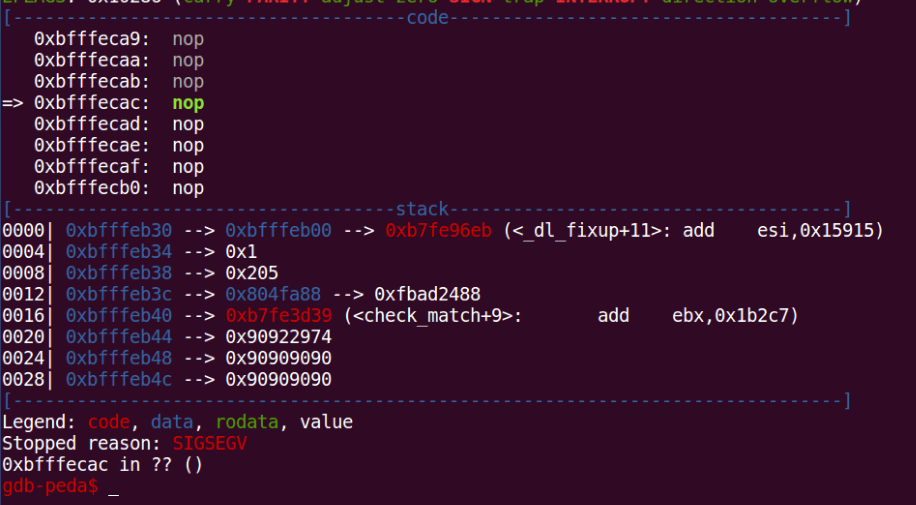 [-------------------------------------code-------------------------------------]
   0xbfffeca9:	nop
   0xbfffecaa:	nop
   0xbfffecab:	nop
=> 0xbfffecac:	nop
   0xbfffecad:	nop
   0xbfffecae:	nop
   0xbfffecaf:	nop
   0xbfffecb0:	nop
[------------------------------------stack-------------------------------------]
0000| 0xbfffeb30 --> 0xbfffeb00 --> 0xb7fe96eb (<_dl_fixup+11>: add    esi,0x15915)
0004| 0xbfffeb34 --> 0x1
0008| 0xbfffeb38 --> 0x205
0012| 0xbfffeb3c --> 0x804fa88 --> 0xfbad2488
0016| 0xbfffeb40 --> 0xb7fe3d39 (<check_match+9>:	add    ebx,0x1b2c7)
0020| 0xbfffeb44 --> 0x90922974
0024| 0xbfffeb48 --> 0x90909090
0028| 0xbfffeb4c --> 0x90909090
[------------------------------------------------------------------------------]
Legend: code, data, rodata, value
Stopped reason: SIGSEGV
0xbfffecac in ?? ()
gdb-peda$ _